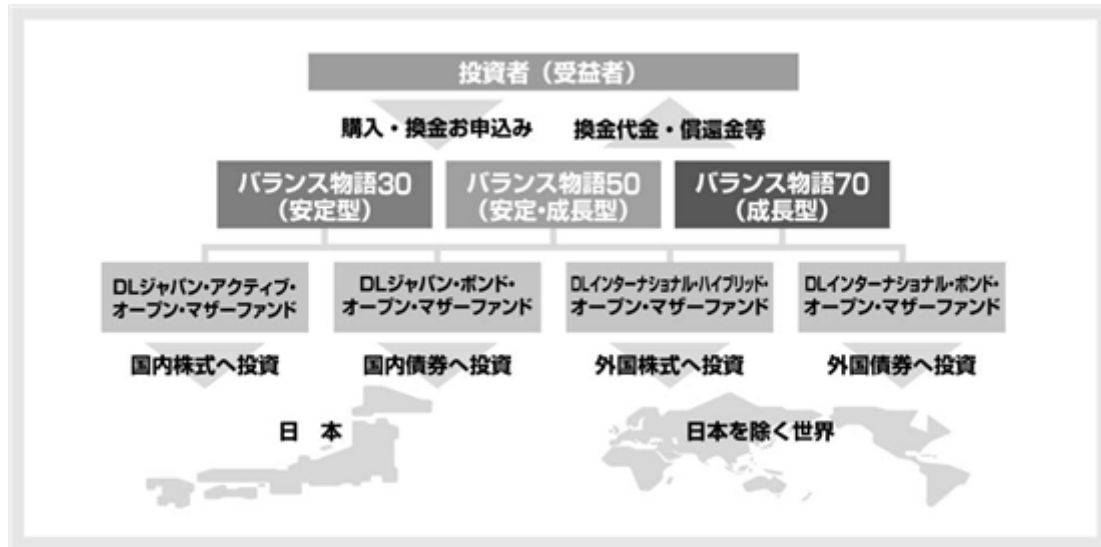 投資者（受益者）
購入・換金お申込み
換金代金・償還金等
バランス物語30
（安定型）
バランス物語50
（安定・成長型）
バランス物語70
（成長型）
DLジャパン・アクティブ・
オープン・マザーファンド
DLジャパン・ボンド・
オープン・マザーファンド
DLインターナショナル・ハイブリッド・
オープン・マザーファンド
DLインターナショナル・ボンド・
オープン・マザーファンド
国内株式へ投資
国内債券へ投資
外国株式へ投資
外国債券へ投資
日　本
日本を除く世界